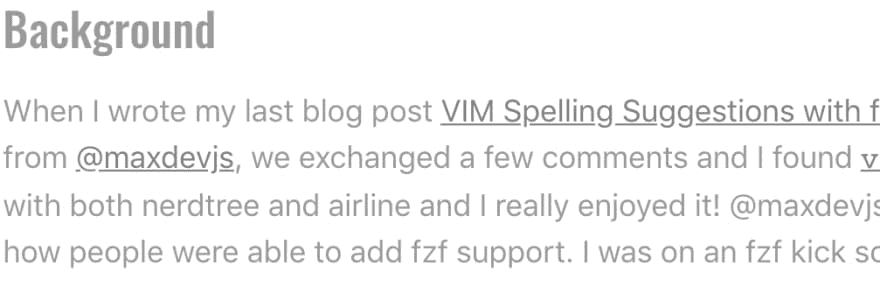 Background
When I wrote my last blog post VIM Spelling Suggestions with f
from @maxdevjs, we exchanged a few comments and I found v
with both nerdtree and airline and I really enjoyed it! @maxdevjs
how people were able to add fzf support. I was on an fzf kick so